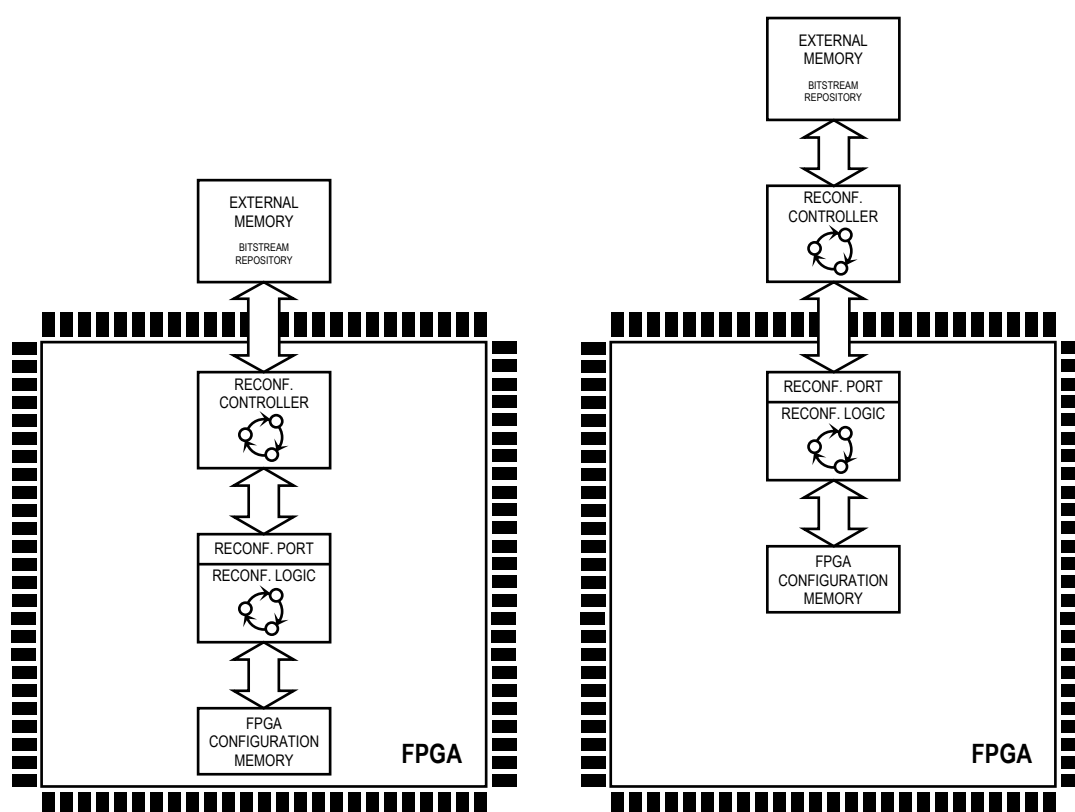 EXTERNAL
MEMORY
BITSTREAM
REPOSITORY
RECONF.
CONTROLLER
RECONF. PORT
RECONF. LOGIC
FPGA
CONFIGURATION
MEMORY
FPGA
EXTERNAL
MEMORY
BITSTREAM
REPOSITORY
RECONF.
CONTROLLER
RECONF. PORT
RECONF. LOGIC
FPGA
CONFIGURATION
MEMORY
FPGA